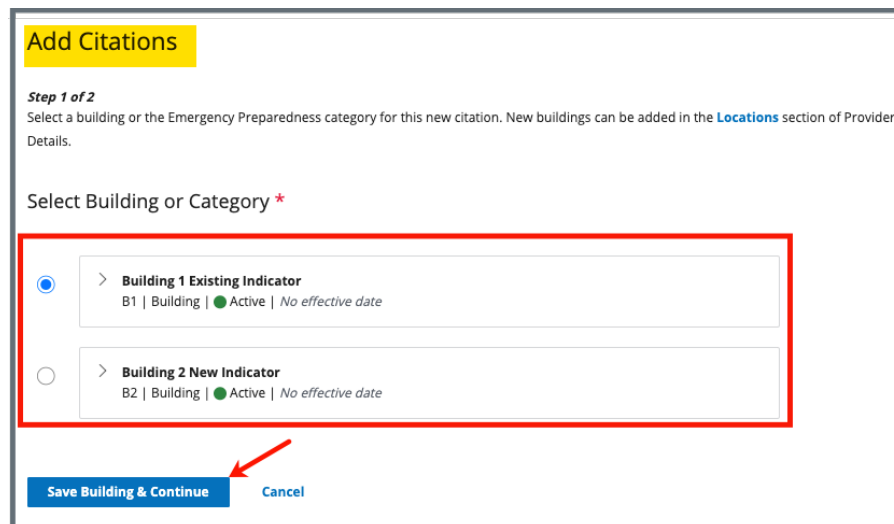 Add Citations
Step 1 of 2
Select a building or the Emergency Preparedness category for this new citation. New buildings can be added in the Locations section of Provider
Details.
Select Building or Category *
Building 1 Existing Indicator
B1 | Building | Active | No effective date
Building 2 New Indicator
B2 | Building | Active | No effective date
Save Building & Continue Cancel